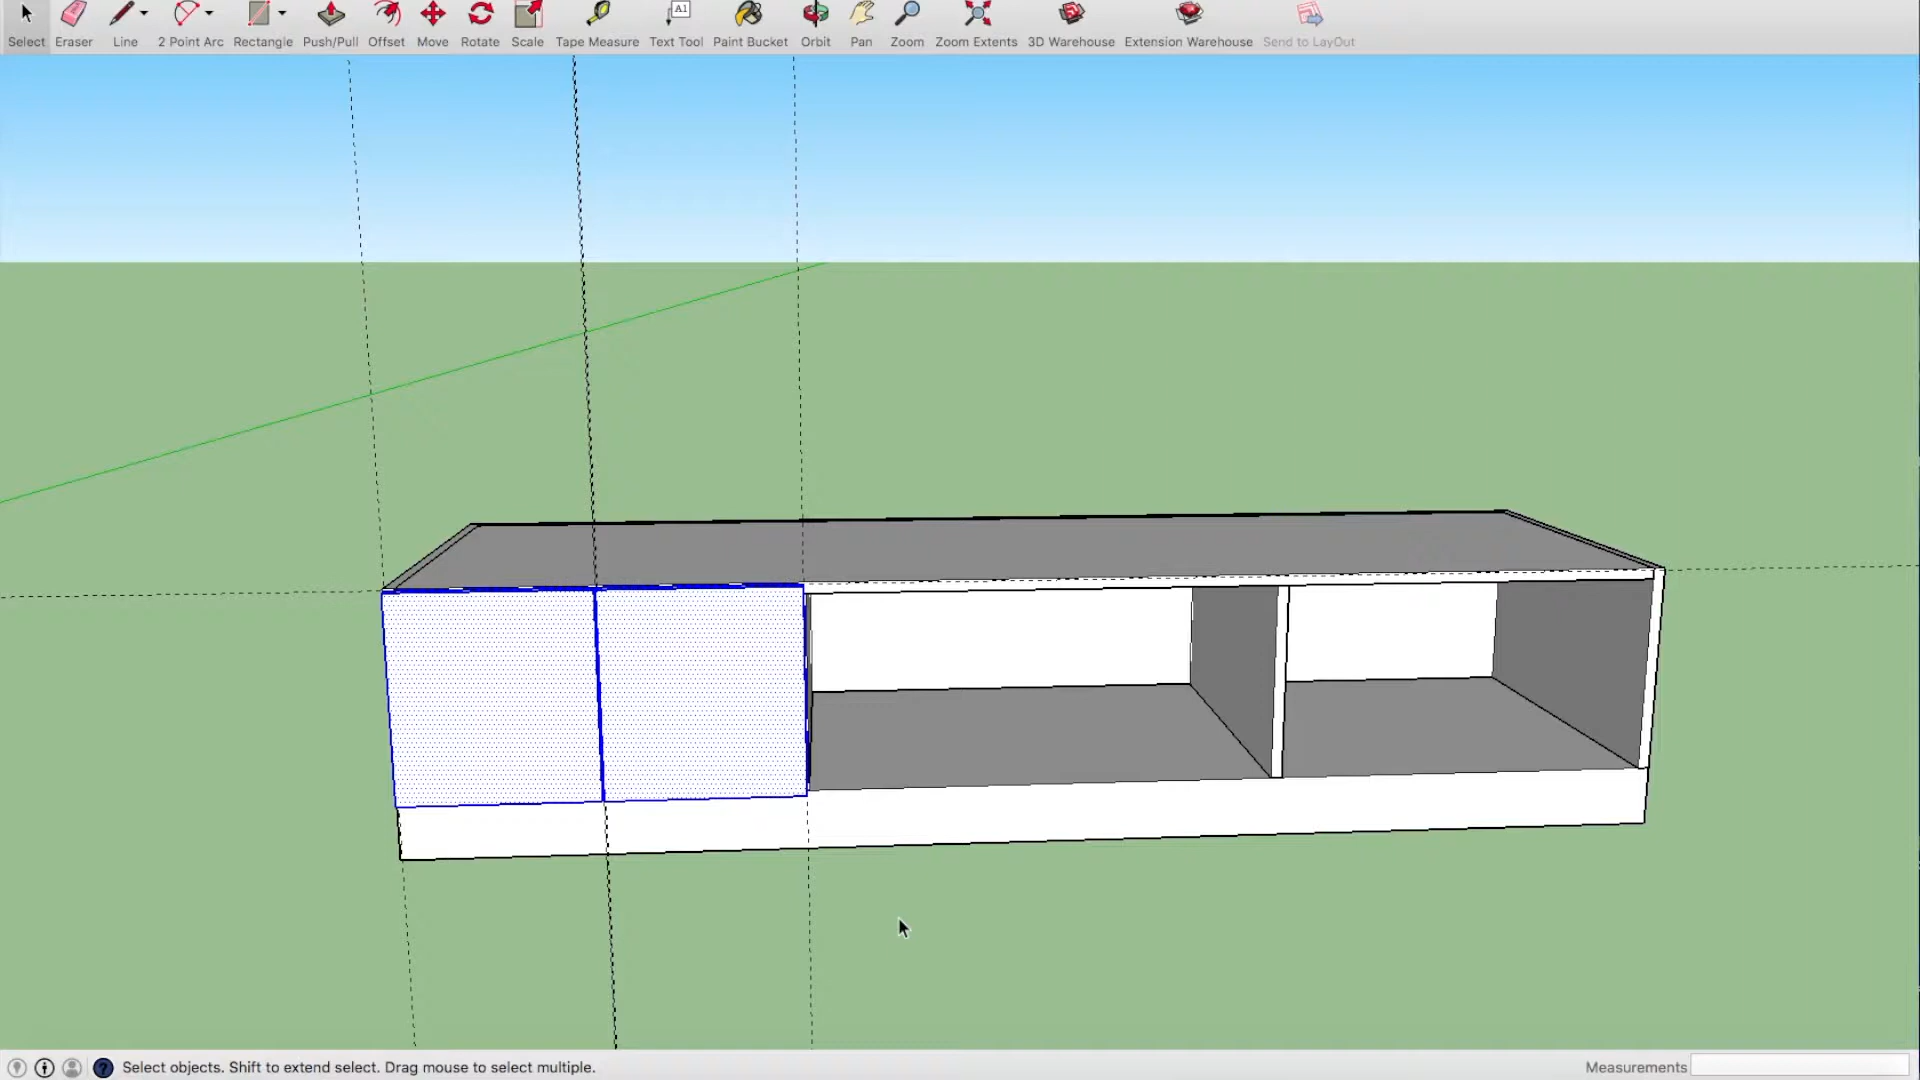 A1
Select Eraser Line 2 Point Arc Rectangle Push/Pull Offset Move Rotate Scale Tape Measure Text Tool Paint Bucket Orbit Pan Zoom Zoom Extents 3D Warehouse Extension Warehouse Send to LayOut
? Select objects. Shift to extend select. Drag mouse to select multiple. Measurements